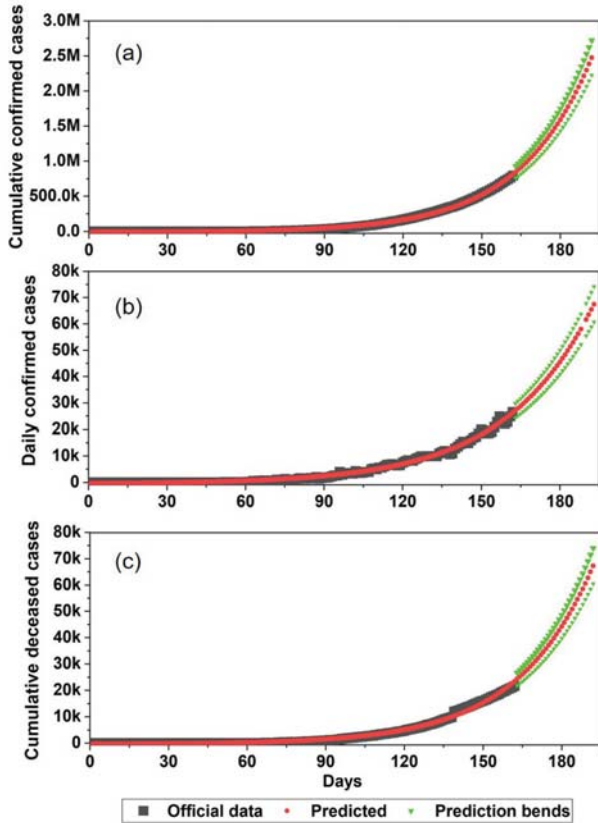 (a)
Cumulative confirmed cases
3.0M
2.5M
2.0M
1.5M
1.0M
500.0k
0.0
0 30 60 90 120 150 180
(b)
Daily confirmed cases
80k
70k
60k
50k
40k
30k
20k
10k
0
0 30 60 90 120 150 180
(c)
Cumulative deceased cases
80k
70k
60k
50k
40k
30k
20k
10k
0
0 30 60 90 120 150 180
Days
Official data Predicted Prediction bends